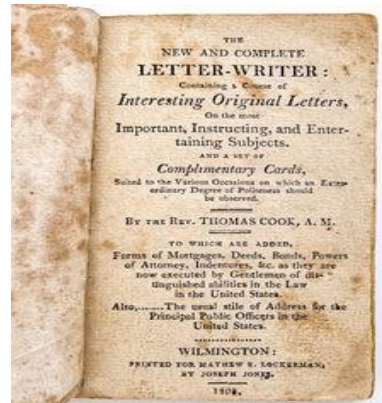 THE
NEW AND COMPLETE
LETTER-WRITER:
Containing a Course of
Interesting Original Letters,
On the most
Important, Instructing, and Enter-
taining Subjects.
AND A SET OF
Complimentary Cards,
Suited to the Various Occasions on which an Extra-
ordinary Degree of Politeness should
be observed.
BY THE REV. THOMAS COOK, A. M.
TO WHICH ARE ADDED,
Forms of Mortgages, Deeds, Bonds, Powers
of Attorney, Indentures, &c. as they are
now executed by Gentlemen of dis-
tinguished abilities in the Law
in the United States.
Also,.......The usual stile of Address for the
Principal Public Officers in the
United States.
WILMINGTON:
PRINTED FOR MATHEW R. LOCKERMAN,
BY JOSEPH JONES.